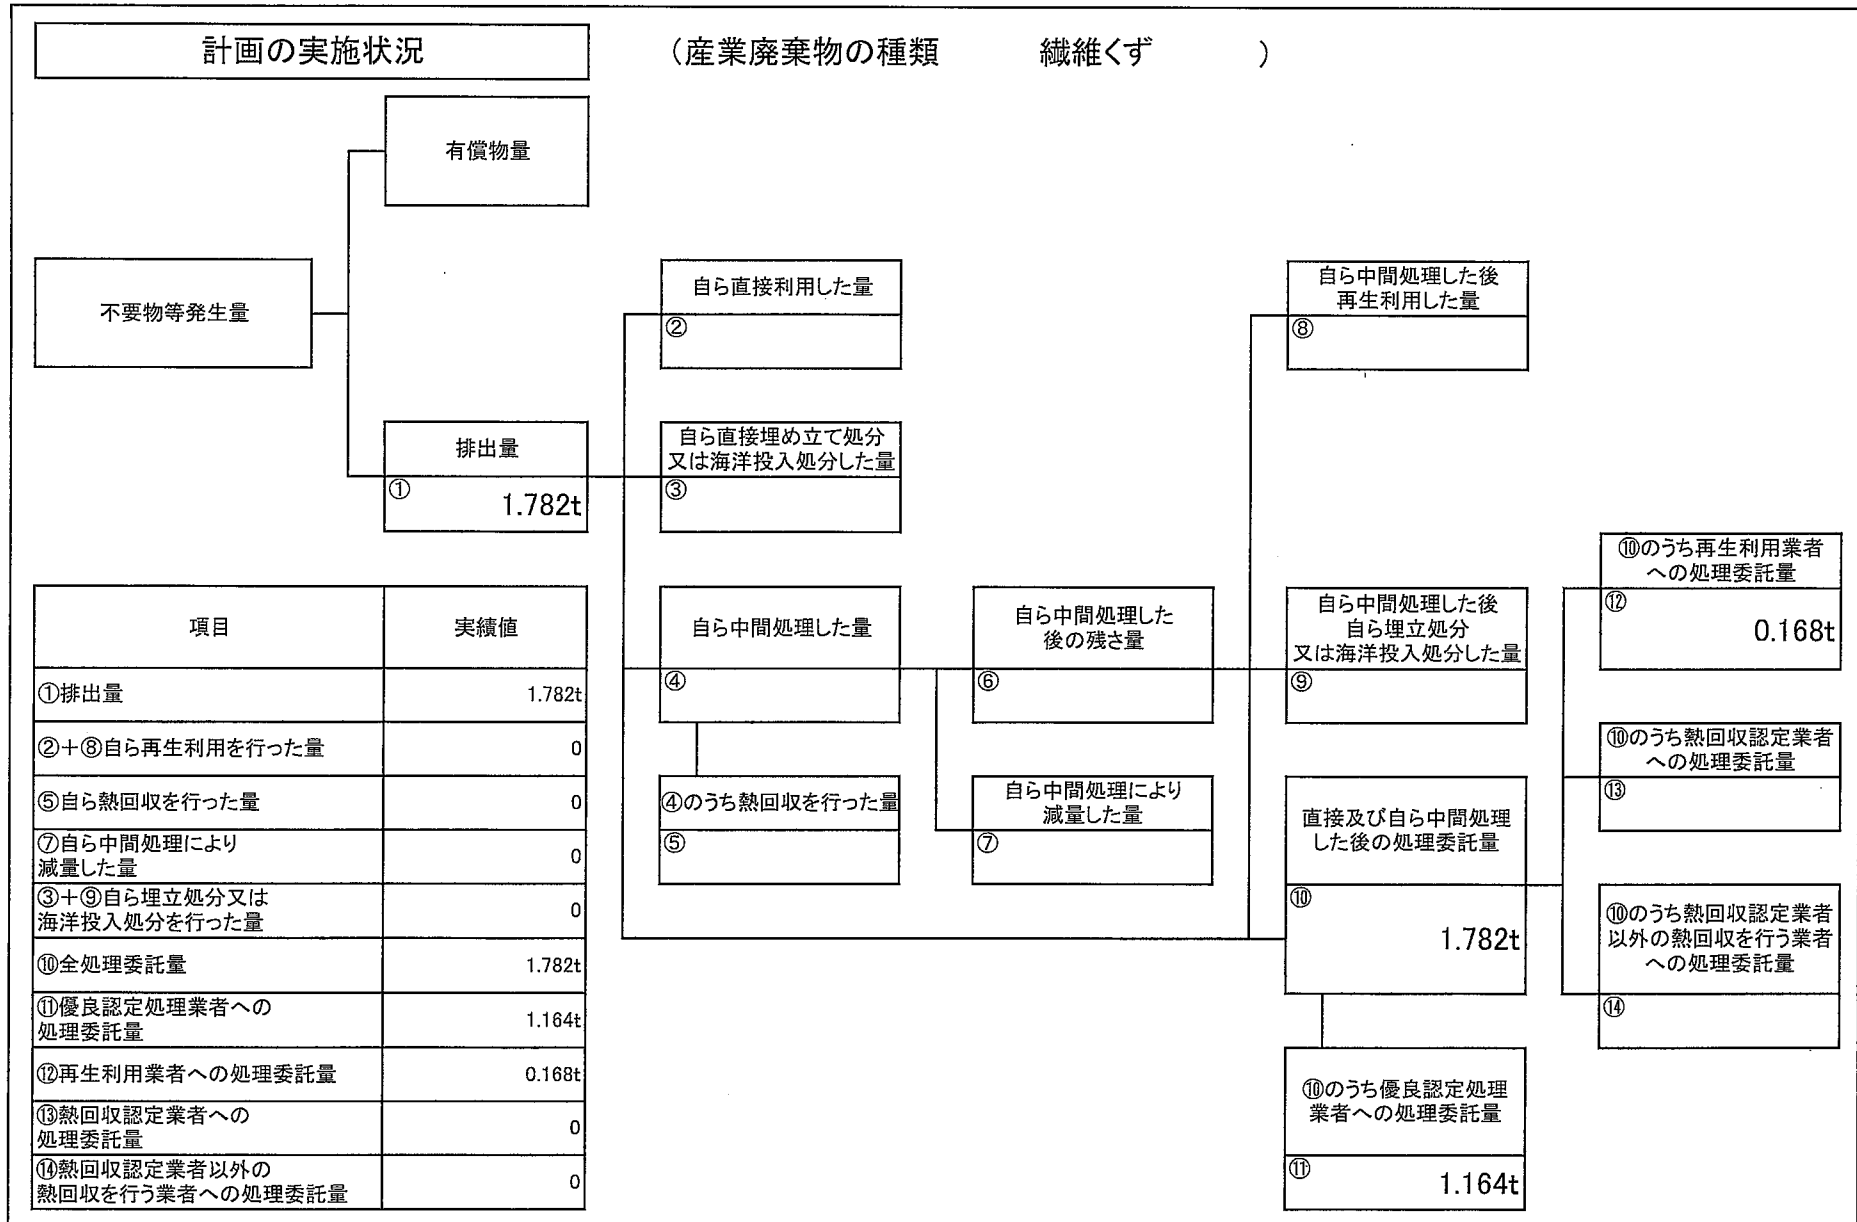 計画の実施状況
(産業廃棄物の種類 繊維くず )
有償物量
不要物等発生量
自ら直接利用した量
②
自ら中間処理した後
再生利用した量
⑧
排出量
① 1.782t
自ら直接埋め立て処分
又は海洋投入処分した量
③
⑩のうち再生利用業者
への処理委託量
⑫
0.168t
自ら中間処理した量
④
自ら中間処理した
後の残さ量
⑥
自ら中間処理した後
自ら埋立処分
又は海洋投入処分した量
⑨
⑩のうち熱回収認定業者
への処理委託量
⑬
④のうち熱回収を行った量
⑤
自ら中間処理により
減量した量
⑦
直接及び自ら中間処理
した後の処理委託量
⑩
1.782t
⑩のうち熱回収認定業者
以外の熱回収を行う業者
への処理委託量
⑭
⑩のうち優良認定処理
業者への処理委託量
⑪ 1.164t
項目 実績値
①排出量 1.782t
②+⑧自ら再生利用を行った量 0
⑤自ら熱回収を行った量 0
⑦自ら中間処理により
減量した量 0
③+⑨自ら埋立処分又は
海洋投入処分を行った量 0
⑩全処理委託量 1.782t
⑪優良認定処理業者への
処理委託量 1.164t
⑫再生利用業者への処理委託量 0.168t
⑬熱回収認定業者への
処理委託量 0
⑭熱回収認定業者以外の
熱回収を行う業者への処理委託量 0